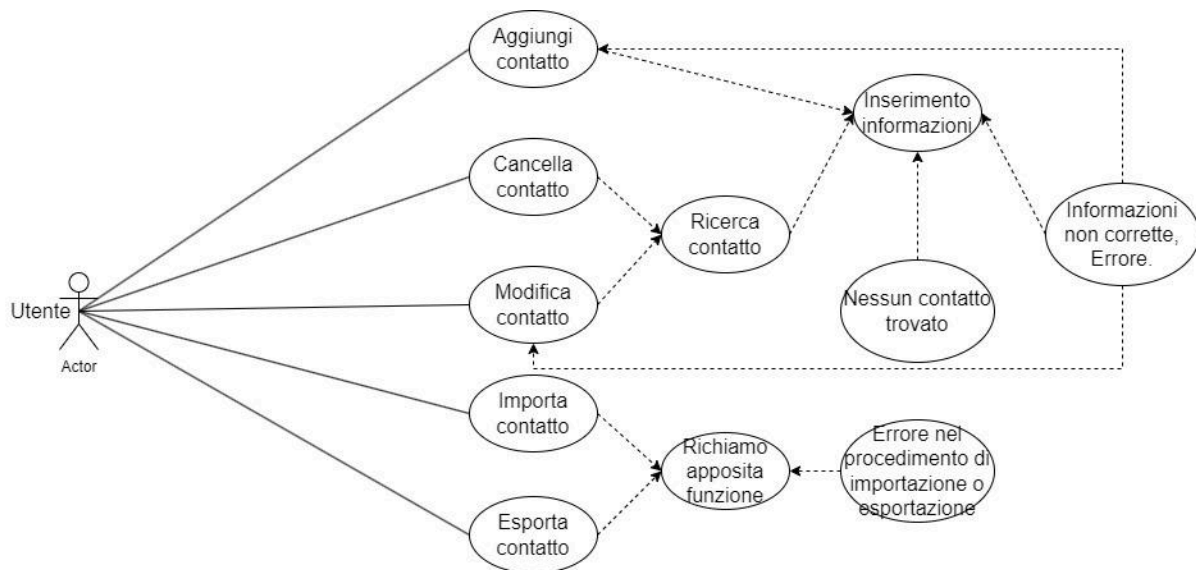 Aggiungi
contatto
Inserimento
informazioni
Cancella
contatto
Ricerca
contatto
Informazioni
non corrette,
Errore.
Utente
Actor
Modifica
contatto
Nessun contatto
trovato
Importa
contatto
Richiamo
apposita
funzione
Errore nel
procedimento di
importazione o
esportazione
Esporta
contatto